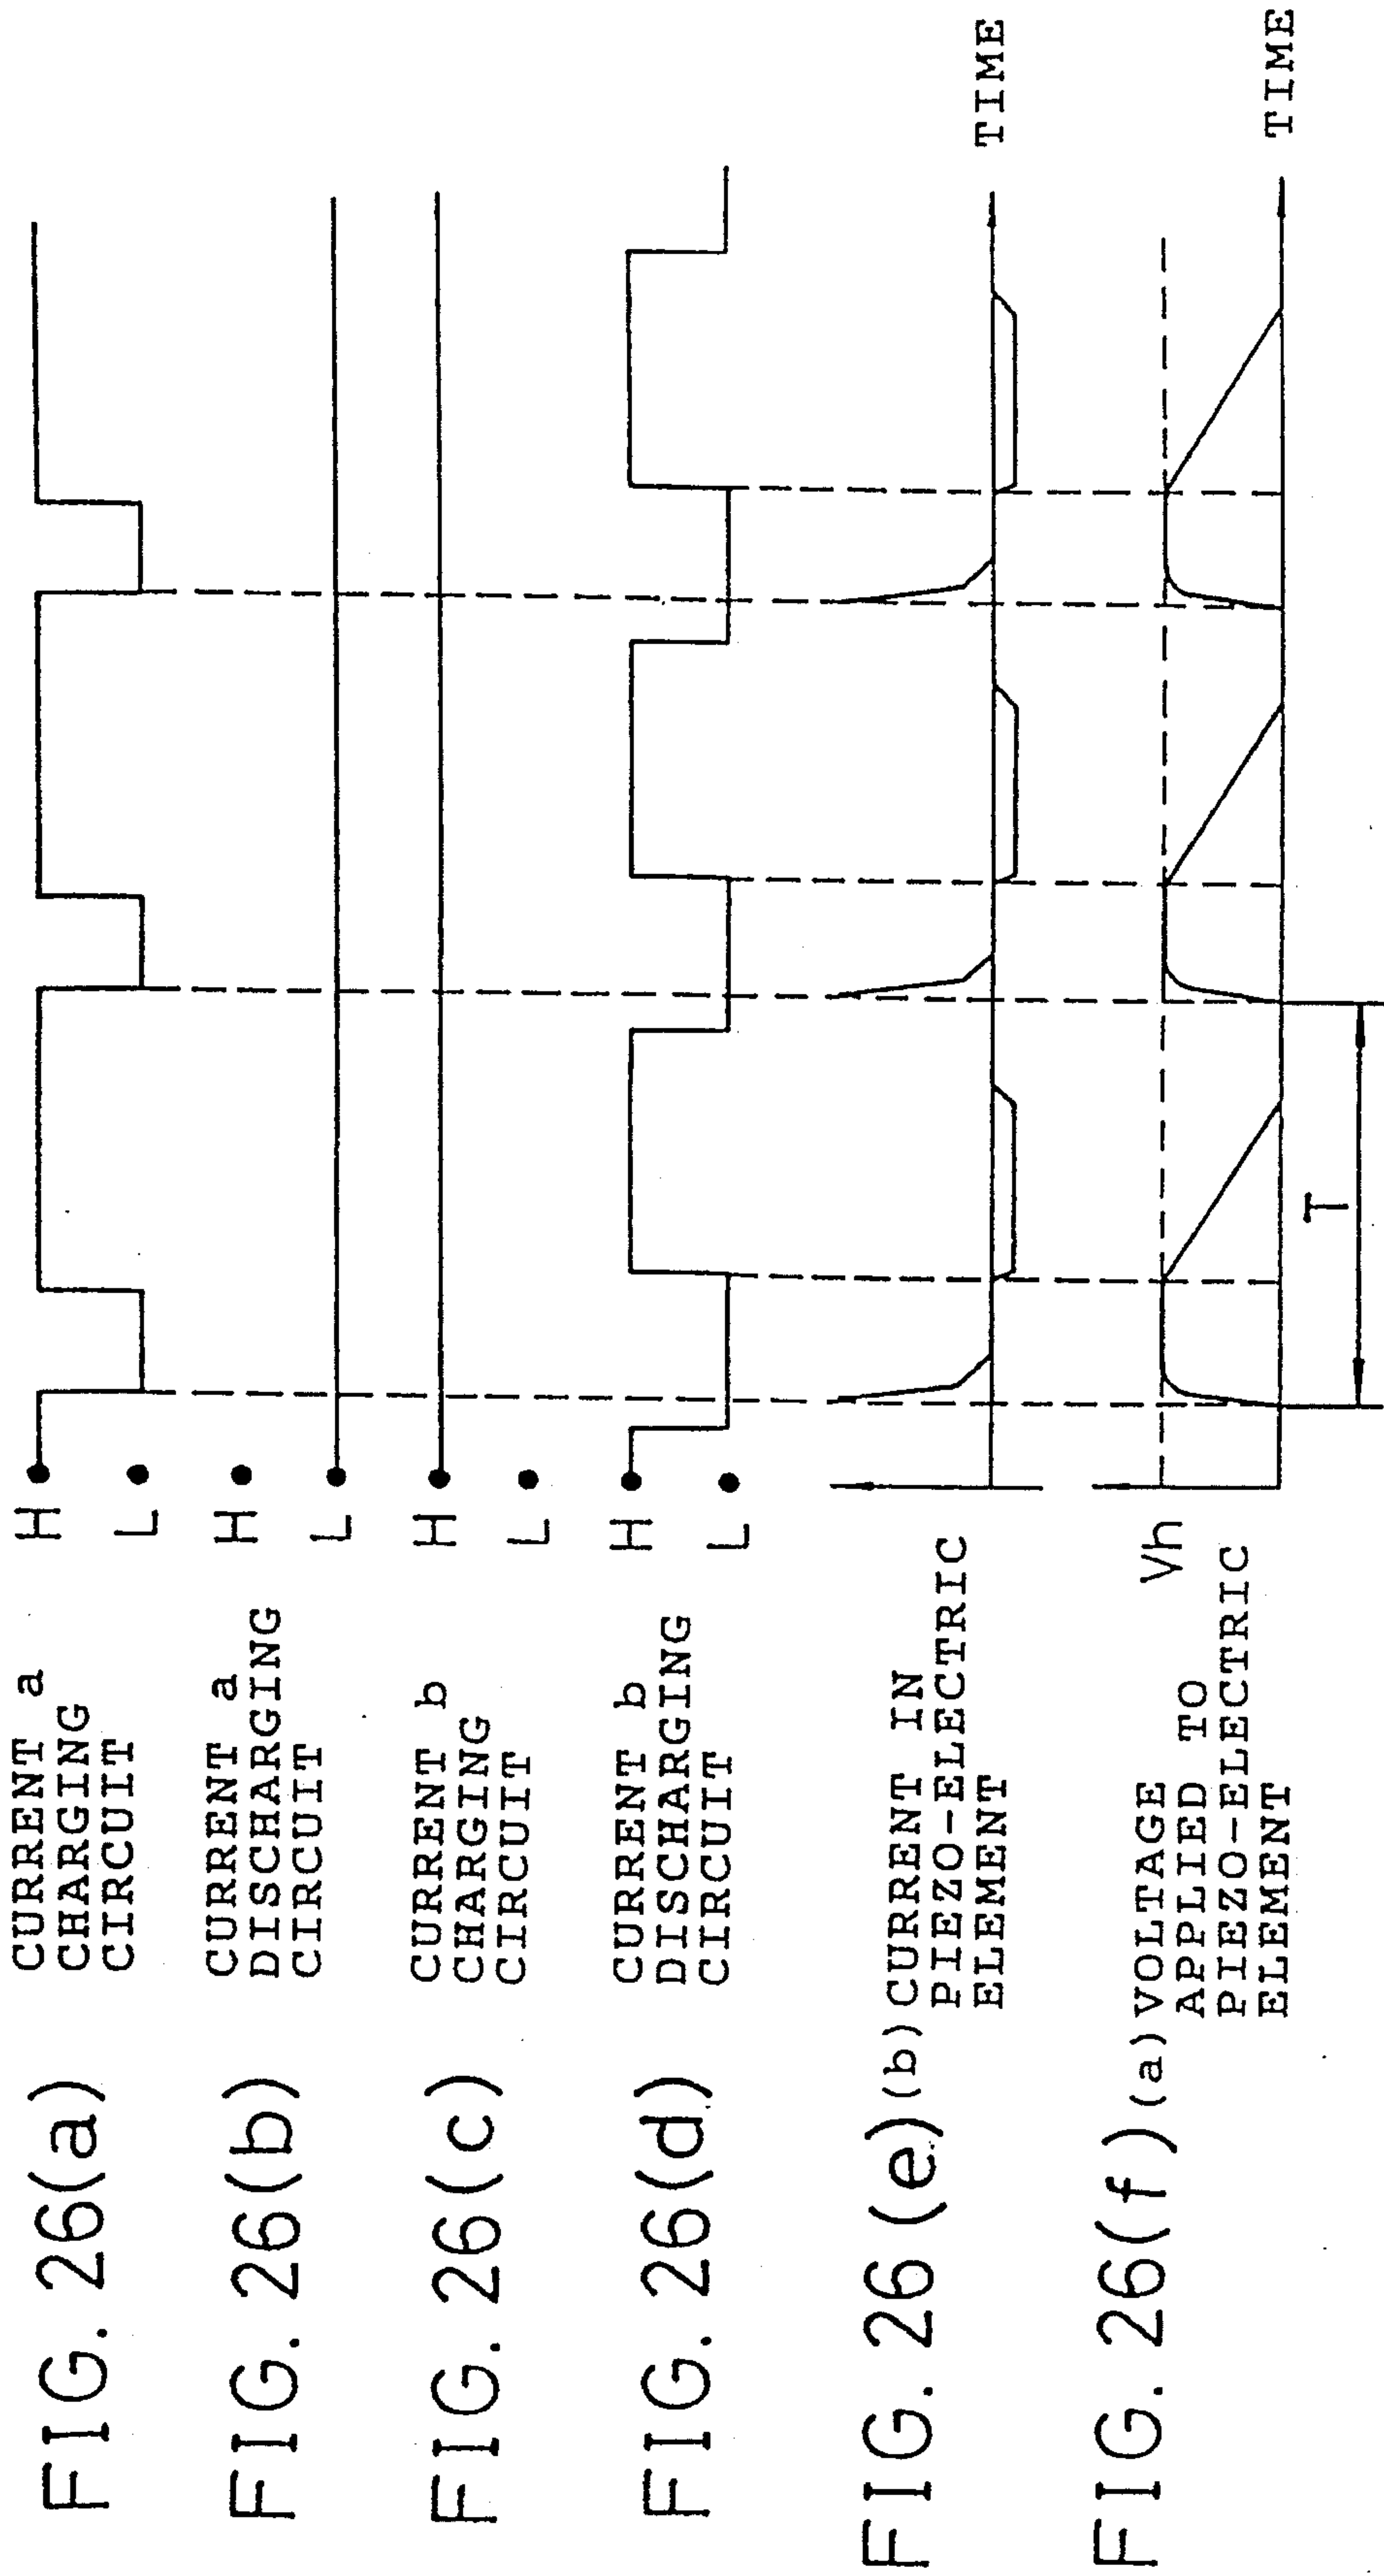 FIG. 26(a)
CURRENT a
CHARGING
CIRCUIT
H
L
FIG. 26(b)
CURRENT a
DISCHARGING
CIRCUIT
H
L
FIG. 26(c)
CURRENT b
CHARGING
CIRCUIT
H
L
FIG. 26(d)
CURRENT b
DISCHARGING
CIRCUIT
H
L
FIG. 26(e)
(b) CURRENT IN
PIEZO-ELECTRIC
ELEMENT
TIME
FIG. 26(f)
(a) VOLTAGE
APPLIED TO
PIEZO-ELECTRIC
ELEMENT
Vh
TIME
T